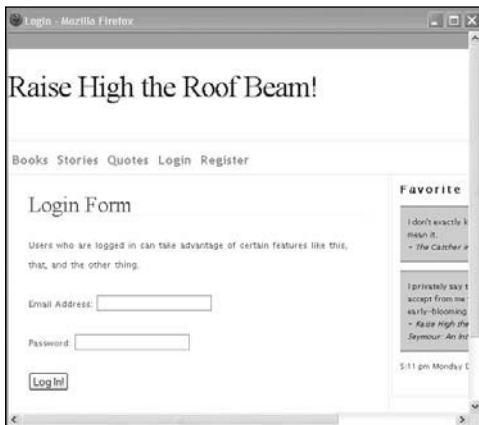 Login - Mozilla Firefox
Raise High the Roof Beam!
Books Stories Quotes Login Register
Login Form
Users who are logged in can take advantage of certain features like this,
that, and the other thing.
Email Address:
Password:
Log In!
Favorite
I don't exactly k
mean it.
- The Catcher in
I privately say t
accept from me
early-blooming
- Raise High the
Seymour: An Int
5:11 pm Monday D